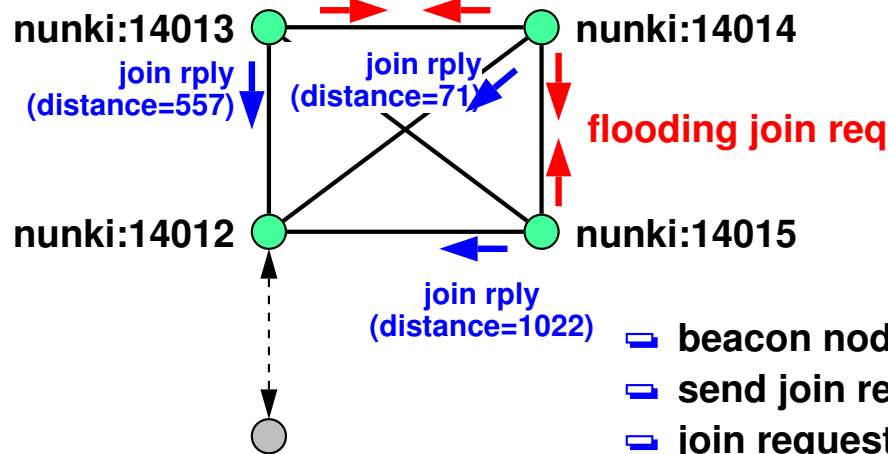 nunki:14013
nunki:14014
join rply
(distance=557)
join rply
(distance=71)
flooding join req
nunki:14012
nunki:14015
join rply
(distance=1022)
beacon nod
send join re
join request